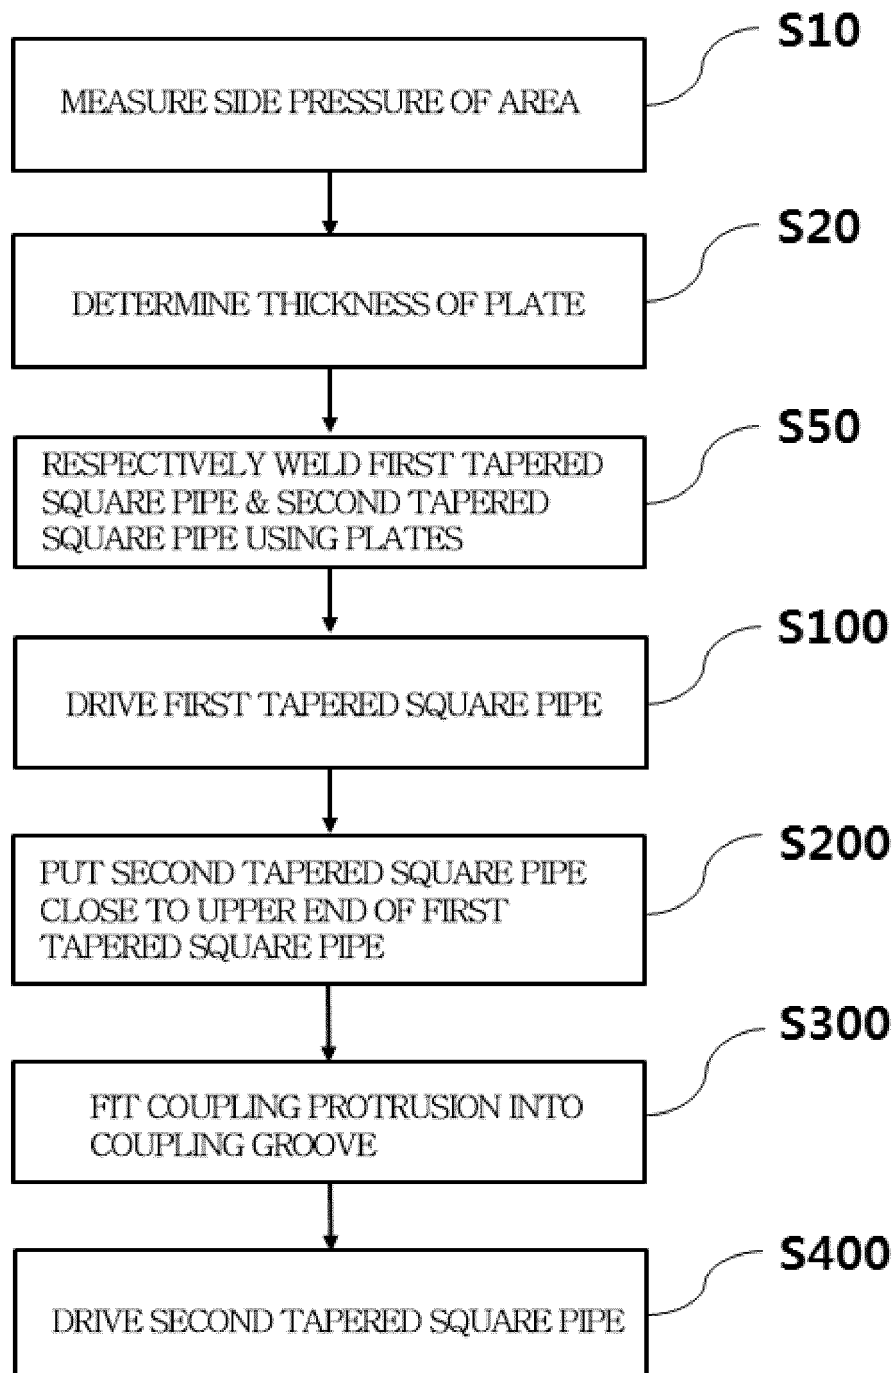 S10
MEASURE SIDE PRESSURE OF AREA
S20
DETERMINE THICKNESS OF PLATE
S50
RESPECTIVELY WELD FIRST TAPERED
SQUARE PIPE & SECOND TAPERED
SQUARE PIPE USING PLATES
S100
DRIVE FIRST TAPERED SQUARE PIPE
S200
PUT SECOND TAPERED SQUARE PIPE
CLOSE TO UPPER END OF FIRST
TAPERED SQUARE PIPE
S300
FIT COUPLING PROTRUSION INTO
COUPLING GROOVE
S400
DRIVE SECOND TAPERED SQUARE PIPE